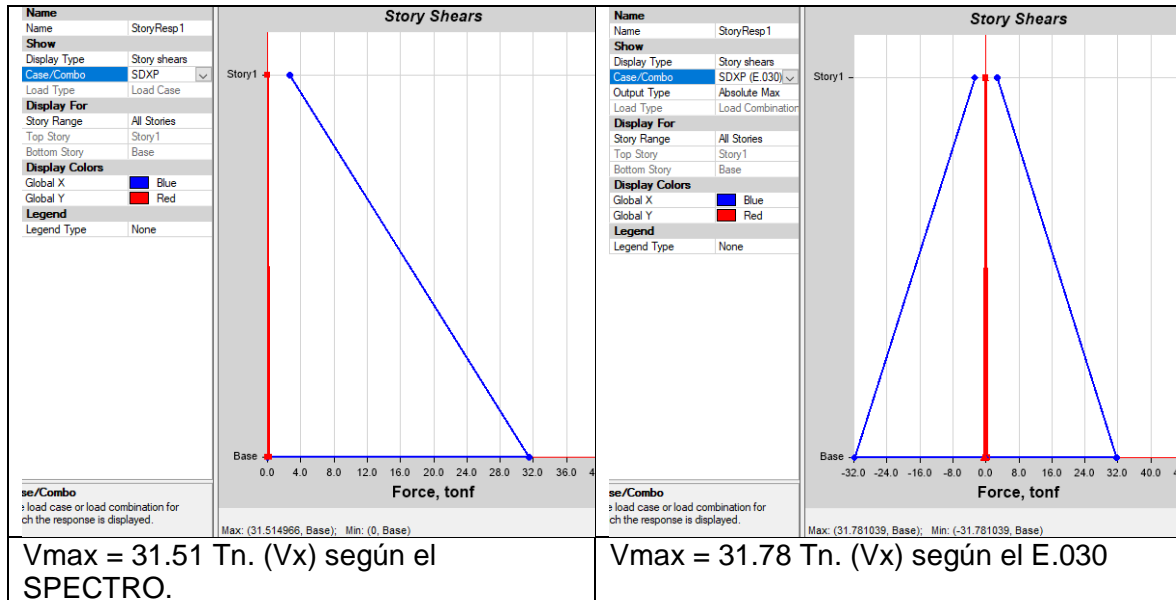 Name
Name StoryResp1
Show
Display Type Story shears
Case/Combo SDXP
Load Type Load Case
Display For
Story Range All Stories
Top Story Story1
Bottom Story Base
Display Colors
Global X Blue
Global Y Red
Legend
Legend Type None
se/Combo
load case or load combination for
ch the response is displayed.
Story Shears
Story1
Base
0.0 4.0 8.0 12.0 16.0 20.0 24.0 28.0 32.0 36.0 4
Force, tonf
Max: (31.514966, Base); Min: (0, Base)
Vmax = 31.51 Tn. (Vx) según el
SPECTRO.
Name
Name StoryResp1
Show
Display Type Story shears
Case/Combo SDXP (E.030)
Output Type Absolute Max
Load Type Load Combination
Display For
Story Range All Stories
Top Story Story1
Bottom Story Base
Display Colors
Global X Blue
Global Y Red
Legend
Legend Type None
se/Combo
load case or load combination for
ch the response is displayed.
Story Shears
Story1
Base
-32.0 -24.0 -16.0 -8.0 0.0 8.0 16.0 24.0 32.0 40.0
Force, tonf
Max: (31.781039, Base); Min: (-31.781039, Base)
Vmax = 31.78 Tn. (Vx) según el E.030